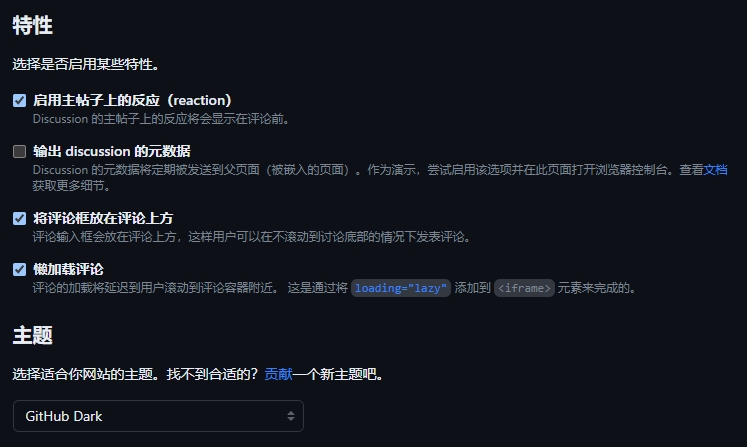 特性
选择是否启用某些特性。
启用主帖子上的反应（reaction）
Discussion 的主帖子上的反应将会显示在评论前。
输出 discussion 的元数据
Discussion 的元数据将定期被发送到父页面（被嵌入的页面）。作为演示，尝试启用该选项并在此页面打开浏览器控制台。查看文档
获取更多细节。
将评论框放在评论上方
评论输入框会放在评论上方，这样用户可以在不滚动到讨论底部的情况下发表评论。
懒加载评论
评论的加载将延迟到用户滚动到评论容器附近。 这是通过将 loading="lazy" 添加到 <iframe> 元素来完成的。
主题
选择适合你网站的主题。找不到合适的？贡献一个新主题吧。
GitHub Dark